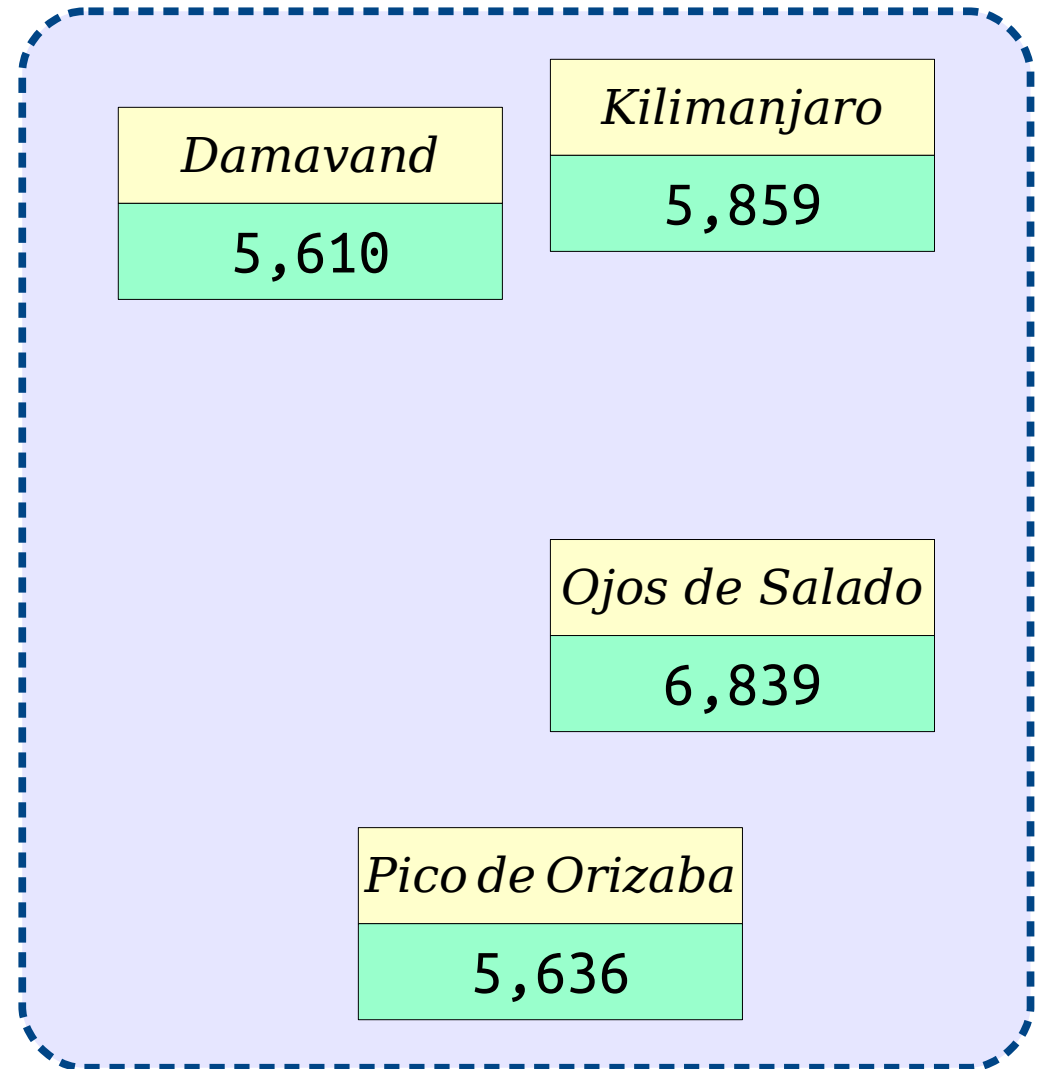 Damavand
5,610
Kilimanjaro
5,859
Ojos de Salado
6,839
Pico de Orizaba
5,636